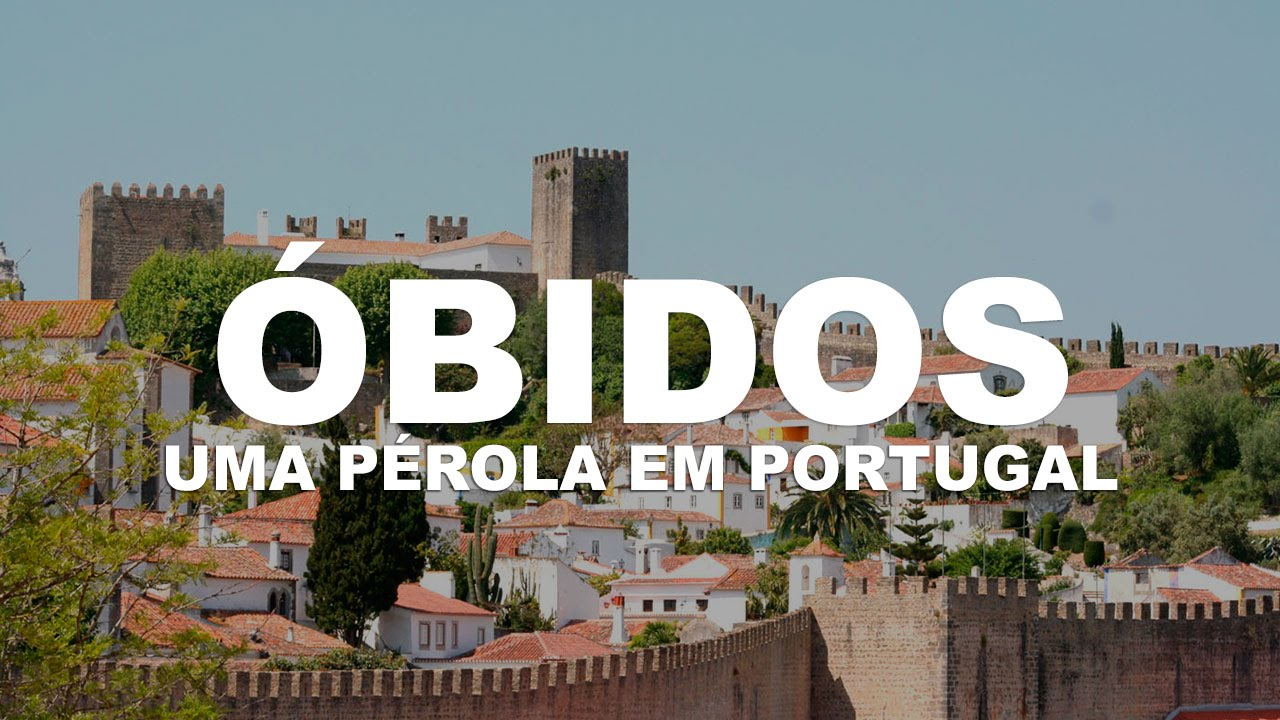 ÓBIDOS
UMA PÉROLA EM PORTUGAL